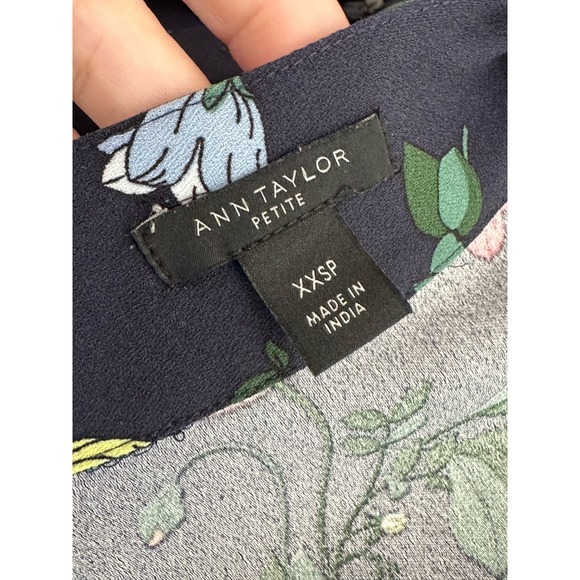 ANN TAYLOR
PETITE
XXSP
MADE IN
INDIA